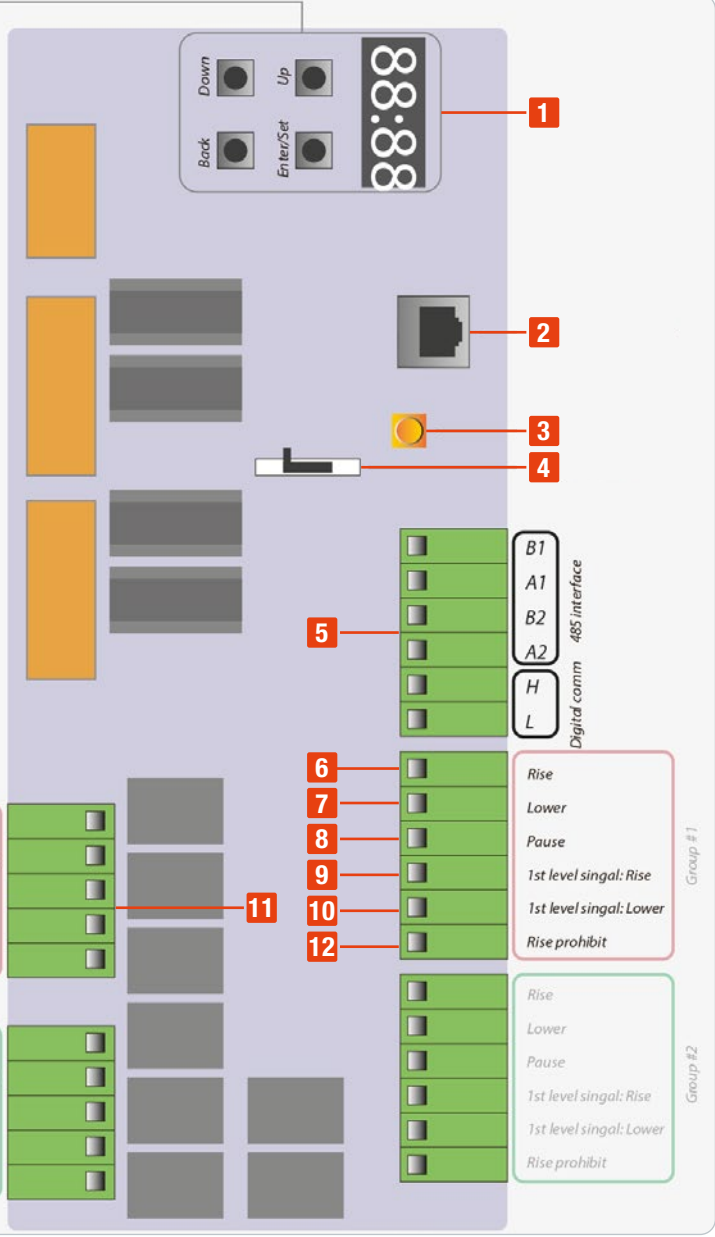 Down
Up
Back
Enter/Set
88:88
1
2
3
4
B1
A1
B2
A2
485 interface
5
H
L
Digital comm
6
Rise
7
Lower
8
Pause
9
1st level singal: Rise
10
1st level singal: Lower
12
Rise prohibit
Group #1
11
Rise
Lower
Pause
1st level singal: Rise
1st level singal: Lower
Rise prohibit
Group #2